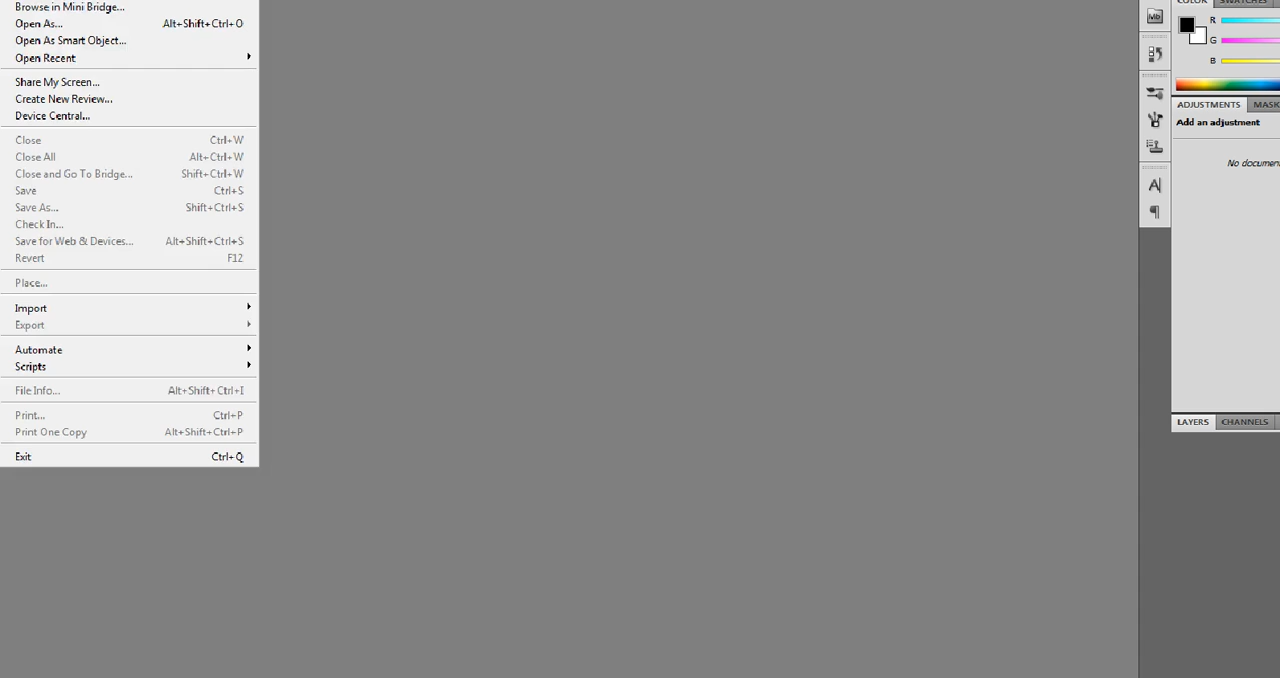 Browse in Mini Bridge...
Open As... Alt+Shift+Ctrl+O
Open As Smart Object...
Open Recent
Share My Screen...
Create New Review...
Device Central...
Close Ctrl+W
Close All Alt+Ctrl+W
Close and Go To Bridge... Shift+Ctrl+W
Save Ctrl+S
Save As... Shift+Ctrl+S
Check In...
Save for Web & Devices... Alt+Shift+Ctrl+S
Revert F12
Place...
Import
Export
Automate
Scripts
File Info... Alt+Shift+Ctrl+I
Print... Ctrl+P
Print One Copy Alt+Shift+Ctrl+P
Exit Ctrl+Q
Mb
A
¶
COLOR SWATCHES
R
G
B
ADJUSTMENTS MASK
Add an adjustment
No document
LAYERS CHANNELS